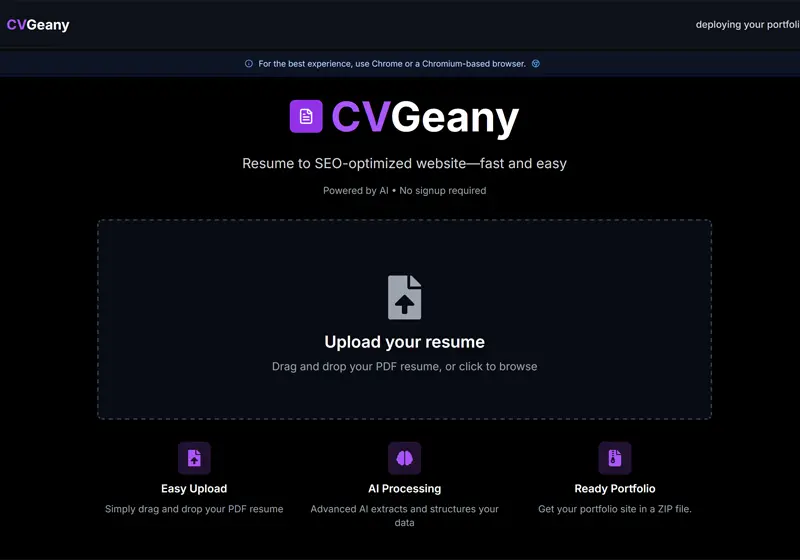 CVGeany
deploying your portfoli
For the best experience, use Chrome or a Chromium-based browser.
CVGeany
Resume to SEO-optimized website—fast and easy
Powered by AI • No signup required
Upload your resume
Drag and drop your PDF resume, or click to browse
Easy Upload
AI Processing
Ready Portfolio
Simply drag and drop your PDF resume
Advanced AI extracts and structures your
data
Get your portfolio site in a ZIP file.